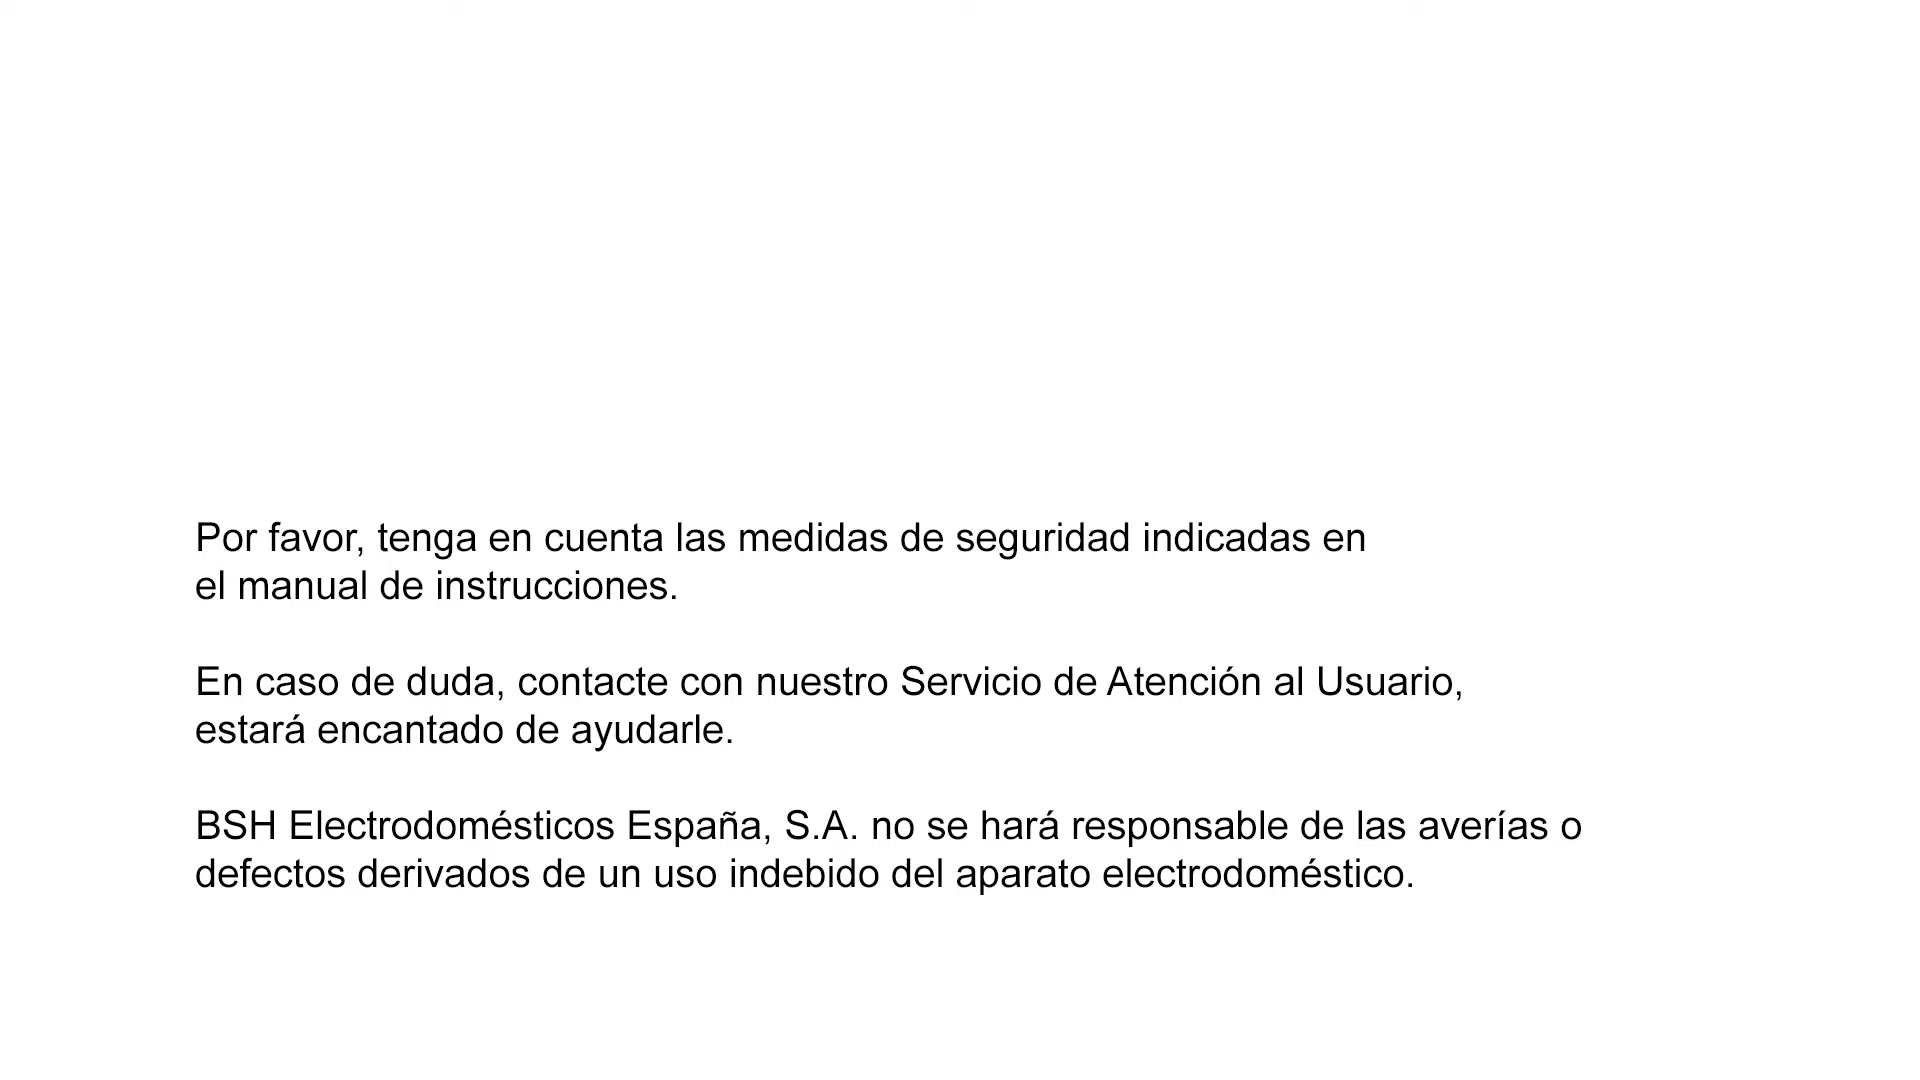 Por favor, tenga en cuenta las medidas de seguridad indicadas en
el manual de instrucciones.
En caso de duda, contacte con nuestro Servicio de Atención al Usuario,
estará encantado de ayudarle.
BSH Electrodomésticos España, S.A. no se hará responsable de las averías o
defectos derivados de un uso indebido del aparato electrodoméstico.